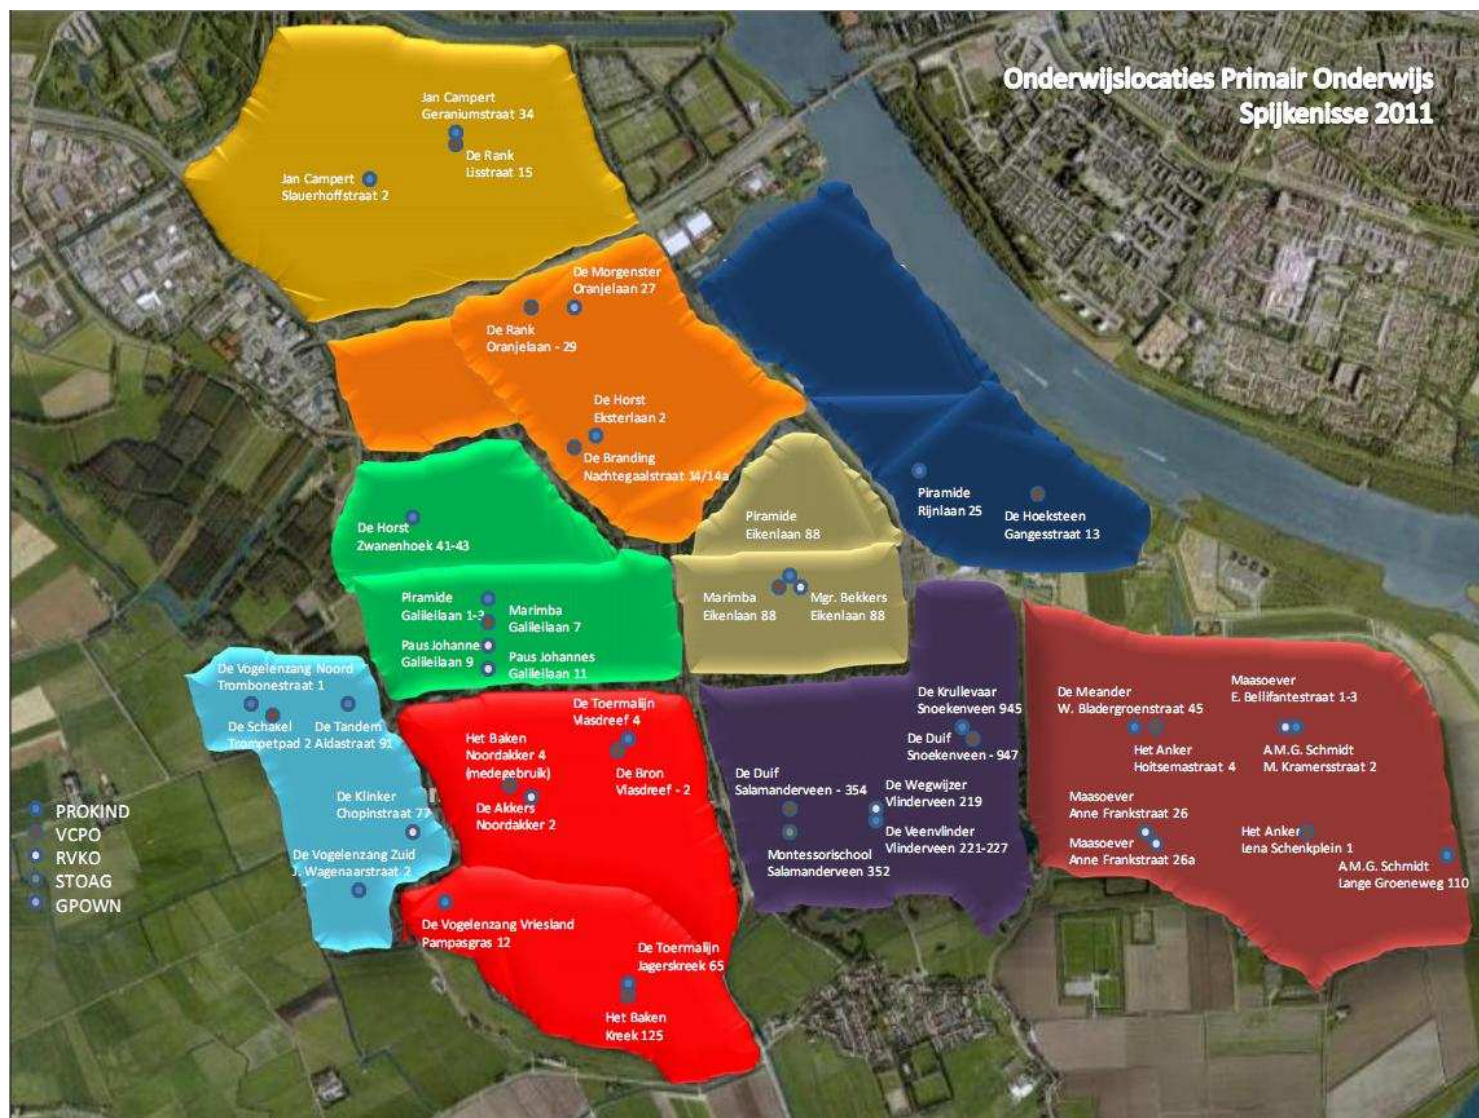 Onderwijslocaties Primair Onderwijs
Spijkenisse 2011
Jan Campert
Geraniumstraat 34
De Rank
Lisstraat 15
Jan Campert
Slauerhoffstraat 2
De Morgenster
Oranjelaan 27
De Rank
Oranjelaan - 29
De Horst
Eksterlaan 2
De Branding
Nachtegaalstraat 14/14a
Piramide
Rijnlaan 25
De Hoeksteen
Gangesstraat 13
De Horst
Zwanenhoek 41-43
Piramide
Eikenlaan 88
Marimba
Eikenlaan 88
Mgr. Bekkers
Eikenlaan 88
Piramide
Galileilaan 1-3
Marimba
Galileilaan 7
Paus Johanne
Galileilaan 9
Paus Johannes
Galileilaan 11
De Vogelenzang Noord
Trombonestraat 1
De Schakel
Trompetpad 2
De Tandem
Aidastraat 91
De Klinker
Chopinstraat 77
De Vogelenzang Zuid
J. Wagenaarstraat 2
De Toermalijn
Vlasdreef 4
Het Baken
Noordakker 4
(medegebruik)
De Bron
Vlasdreef - 2
De Akkers
Noordakker 2
De Vogelenzang Vriesland
Pampasgras 12
De Toermalijn
Jagerskreek 65
Het Baken
Kreek 125
De Krullevaar
Snoekenveen 945
De Duif
Snoekenveen - 947
De Duif
Salamanderveen - 354
De Wegwijzer
Vlinderveen 219
De Veenvlinder
Vlinderveen 221-227
Montessorischool
Salamanderveen 352
De Meander
W. Bladergroenstraat 45
Maasoever
E. Bellifantestraat 1-3
Het Anker
Hoitsemastraat 4
A.M.G. Schmidt
M. Kramersstraat 2
Maasoever
Anne Frankstraat 26
Maasoever
Anne Frankstraat 26a
Het Anker
Lena Schenkplein 1
A.M.G. Schmidt
Lange Groeneweg 110
PROKIND
VCPO
RVKO
STOAG
GPOWN